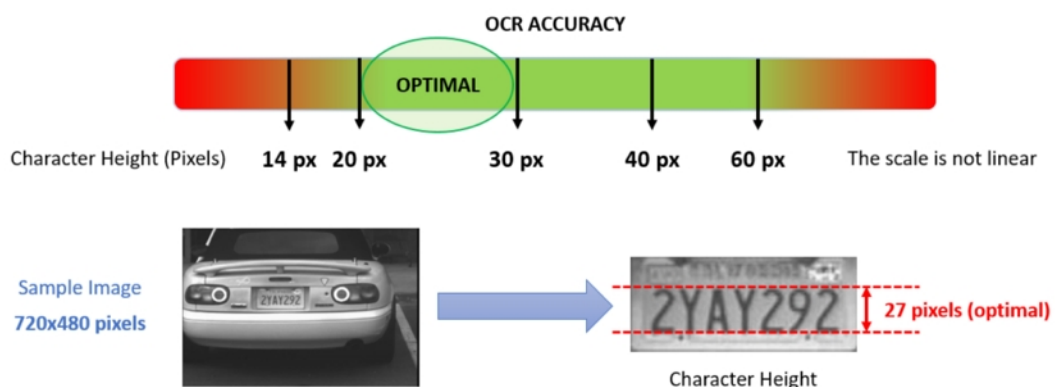 OCR ACCURACY
OPTIMAL
Character Height (Pixels) 14 px 20 px 30 px 40 px 60 px The scale is not linear
Sample Image
720x480 pixels
2YAY292
2YAY292
27 pixels (optimal)
Character Height